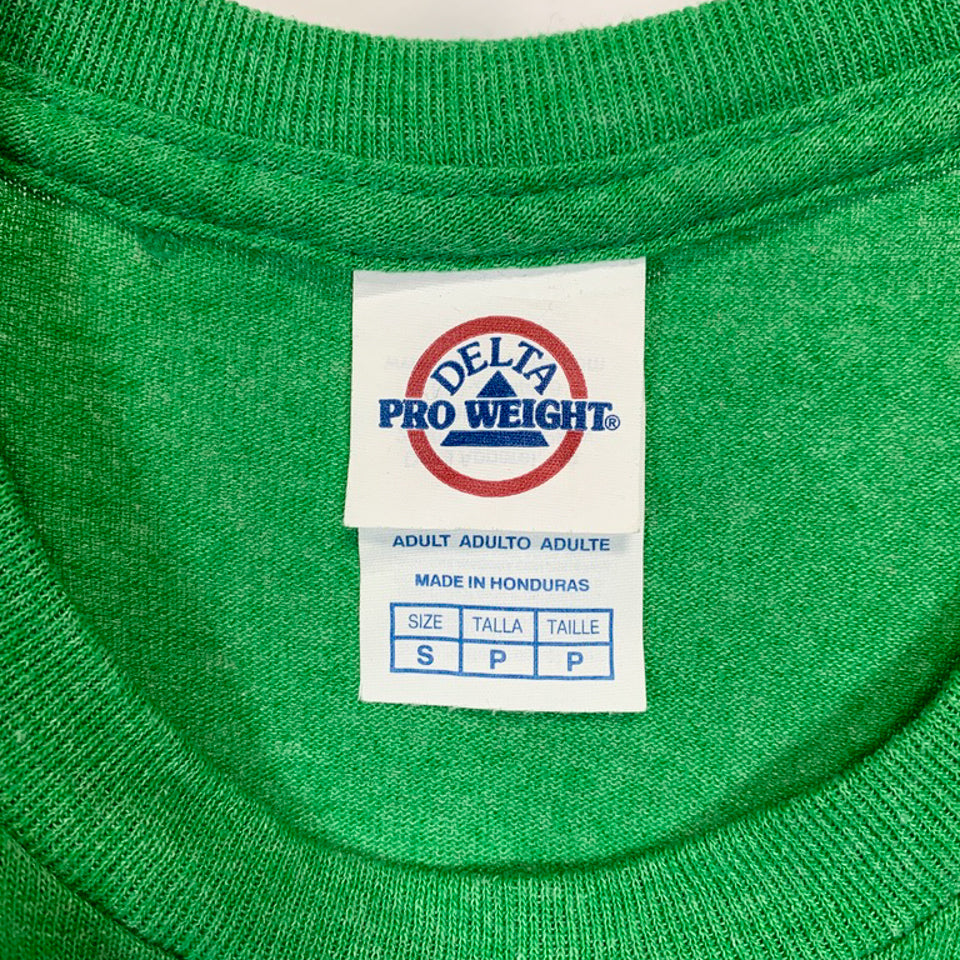 DELTA
PRO WEIGHT®
ADULT ADULTO ADULTE
MADE IN HONDURAS
SIZE TALLA TAILLE
S P P